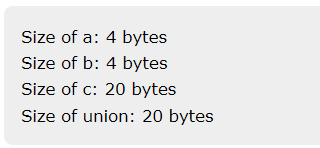 Size of a: 4 bytes
Size of b: 4 bytes
Size of c: 20 bytes
Size of union: 20 bytes